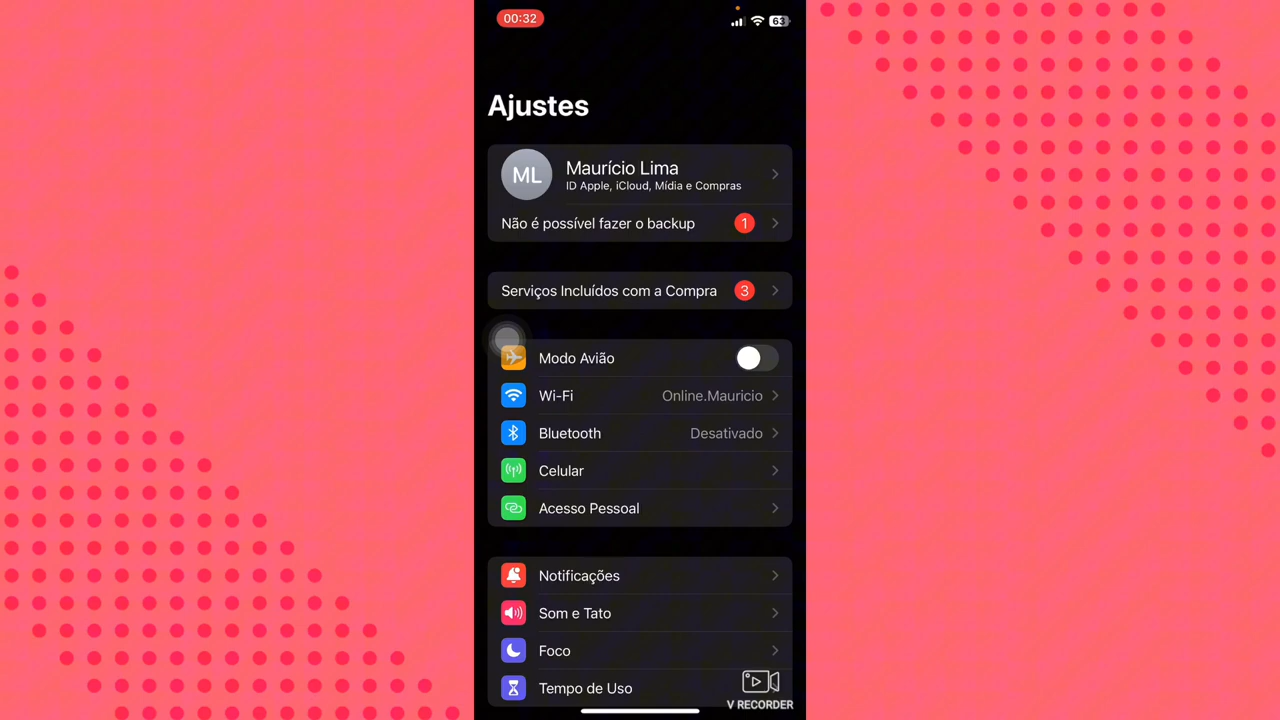 00:32
63
Ajustes
ML
Maurício Lima
ID Apple, iCloud, Mídia e Compras
Não é possível fazer o backup 1
Serviços Incluídos com a Compra 3
Modo Avião
Wi-Fi Online.Mauricio
Bluetooth Desativado
Celular
Acesso Pessoal
Notificações
Som e Tato
Foco
Tempo de Uso
V RECORDER